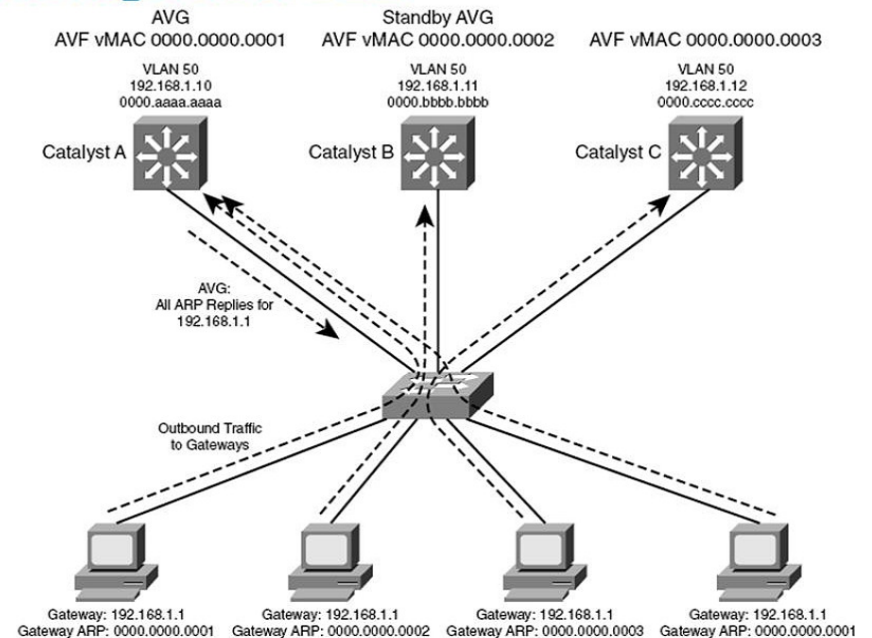 AVG
AVF vMAC 0000.0000.0001
Standby AVG
AVF vMAC 0000.0000.0002
AVF vMAC 0000.0000.0003
VLAN 50
192.168.1.10
0000.aaaa.aaaa
VLAN 50
192.168.1.11
0000.bbbb.bbbb
VLAN 50
192.168.1.12
0000.cccc.cccc
Catalyst A
Catalyst B
Catalyst C
AVG:
All ARP Replies for
192.168.1.1
Outbound Traffic
to Gateways
Gateway: 192.168.1.1
Gateway ARP: 0000.0000.0001
Gateway: 192.168.1.1
Gateway ARP: 0000.0000.0002
Gateway: 192.168.1.1
Gateway ARP: 0000.0000.0003
Gateway: 192.168.1.1
Gateway ARP: 0000.0000.0001